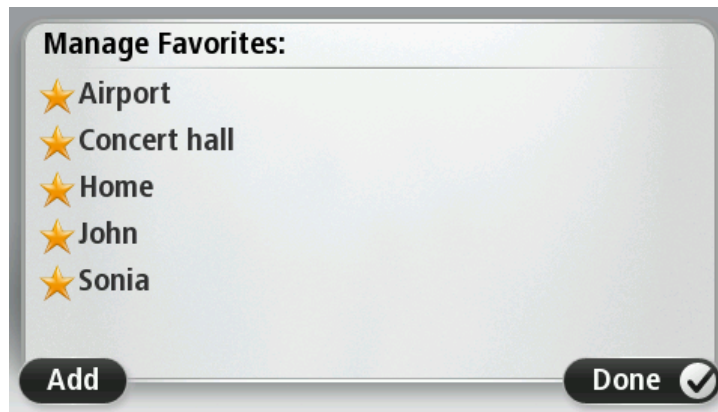 Manage Favorites:
Airport
Concert hall
Home
John
Sonia
Add
Done